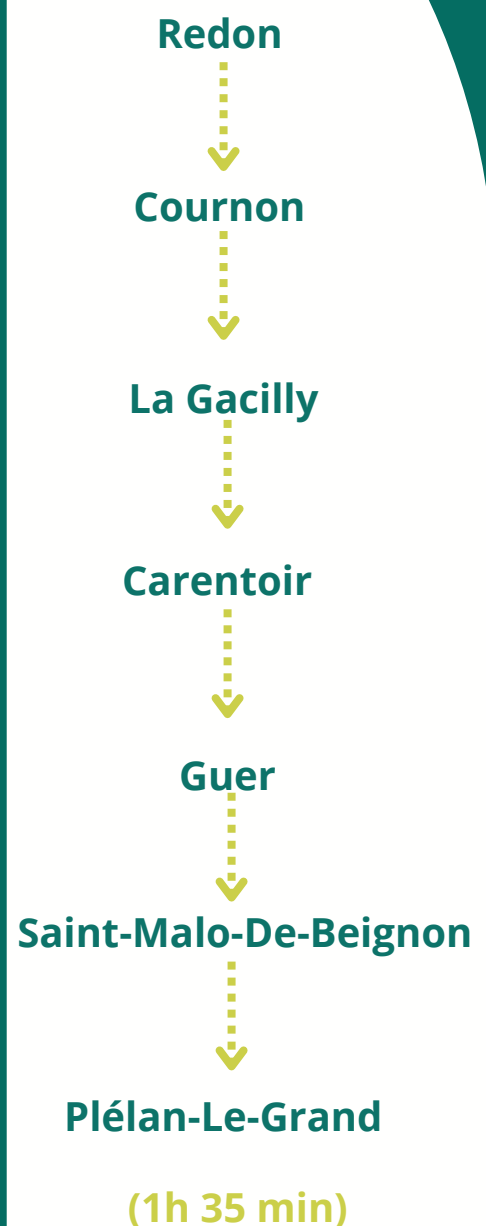 Redon
Cournon
La Gacilly
Carentoir
Guer
Saint-Malo-De-Beignon
Plélan-Le-Grand
(1h 35 min)